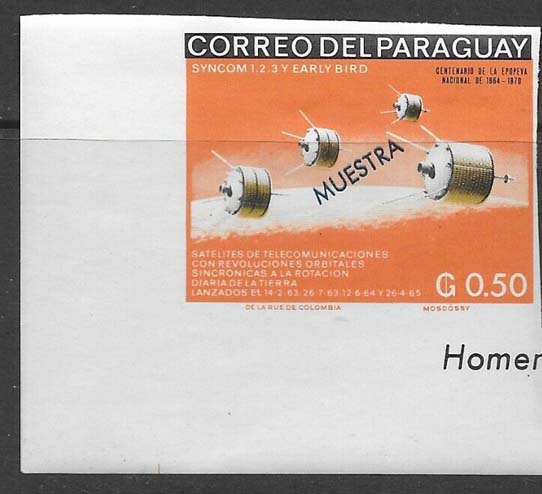 CORREO DEL PARAGUAY
SYNCOM 1.2.3 Y EARLY BIRD
CENTENARIO DE LA EPOPEYA
NACIONAL DE 1864-1870
MUESTRA
SATELITES DE TELECOMUNICACIONES
CON REVOLUCIONES ORBITALES
SINCRONICAS A LA ROTACION
DIARIA DE LA TIERRA
LANZADOS EL 14-2-63, 26-7-63, 12-6-64 Y 26-4-65
₲ 0.50
DE LA RUE DE COLOMBIA
MOSDÓSSY
Homer